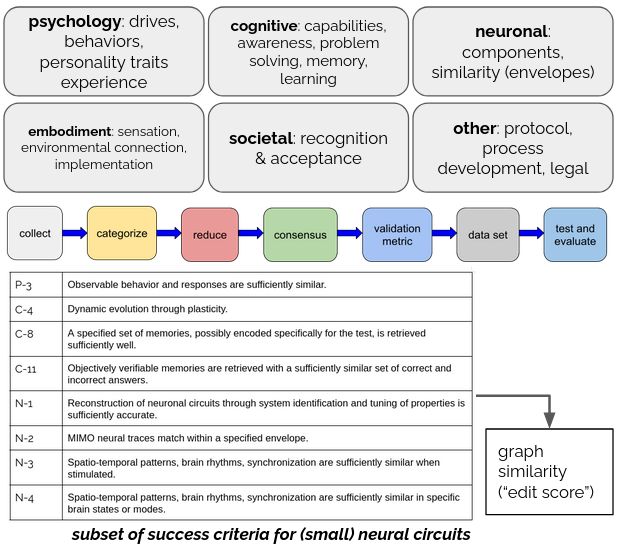 psychology: drives,
behaviors,
personality traits
experience
cognitive: capabilities,
awareness, problem
solving, memory,
learning
neuronal:
components,
similarity (envelopes)
embodiment: sensation,
environmental connection,
implementation
societal: recognition
& acceptance
other: protocol,
process
development, legal
collect
categorize
reduce
consensus
validation
metric
data set
test and
evaluate
P-3 Observable behavior and responses are sufficiently similar.
C-4 Dynamic evolution through plasticity.
C-8 A specified set of memories, possibly encoded specifically for the test, is retrieved
sufficiently well.
C-11 Objectively verifiable memories are retrieved with a sufficiently similar set of correct and
incorrect answers.
N-1 Reconstruction of neuronal circuits through system identification and tuning of properties is
sufficiently accurate.
N-2 MIMO neural traces match within a specified envelope.
N-3 Spatio-temporal patterns, brain rhythms, synchronization are sufficiently similar when
stimulated.
N-4 Spatio-temporal patterns, brain rhythms, synchronization are sufficiently similar in specific
brain states or modes.
graph
similarity
(“edit score”)
subset of success criteria for (small) neural circuits